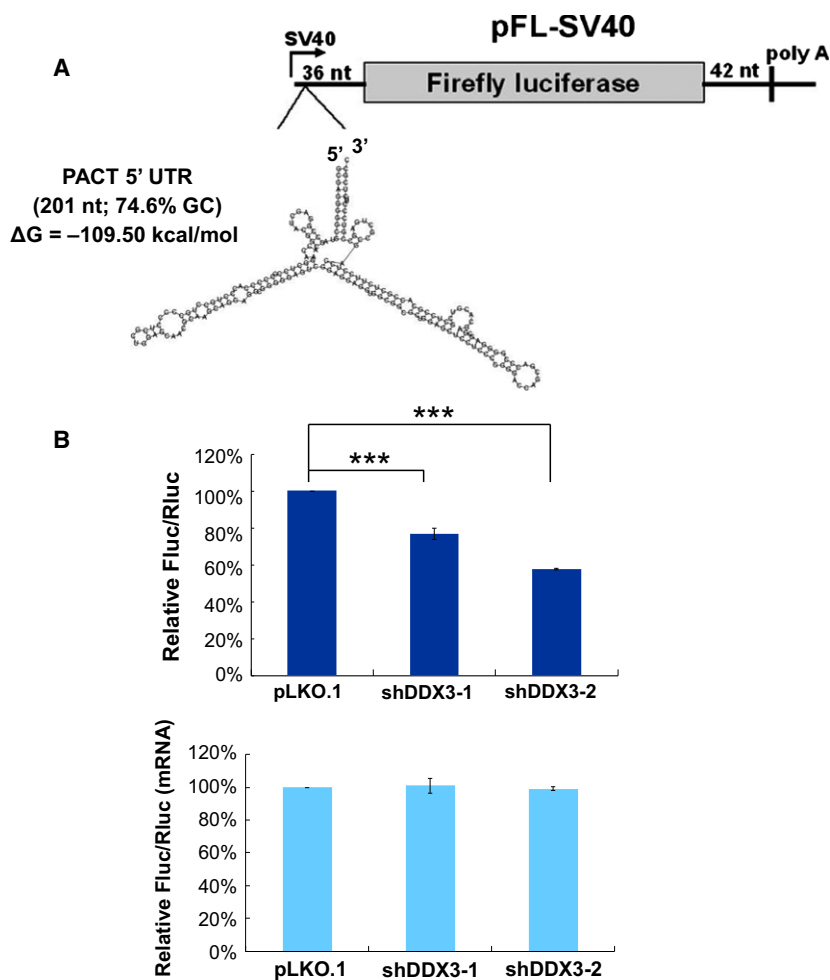 pFL-SV40
A
SV40
36 nt
Firefly luciferase
42 nt
poly A
5’ 3’
PACT 5’ UTR
(201 nt; 74.6% GC)
ΔG = –109.50 kcal/mol
B
***
***
Relative Fluc/Rluc
120%
100%
80%
60%
40%
20%
0%
pLKO.1 shDDX3-1 shDDX3-2
Relative Fluc/Rluc (mRNA)
120%
100%
80%
60%
40%
20%
0%
pLKO.1 shDDX3-1 shDDX3-2